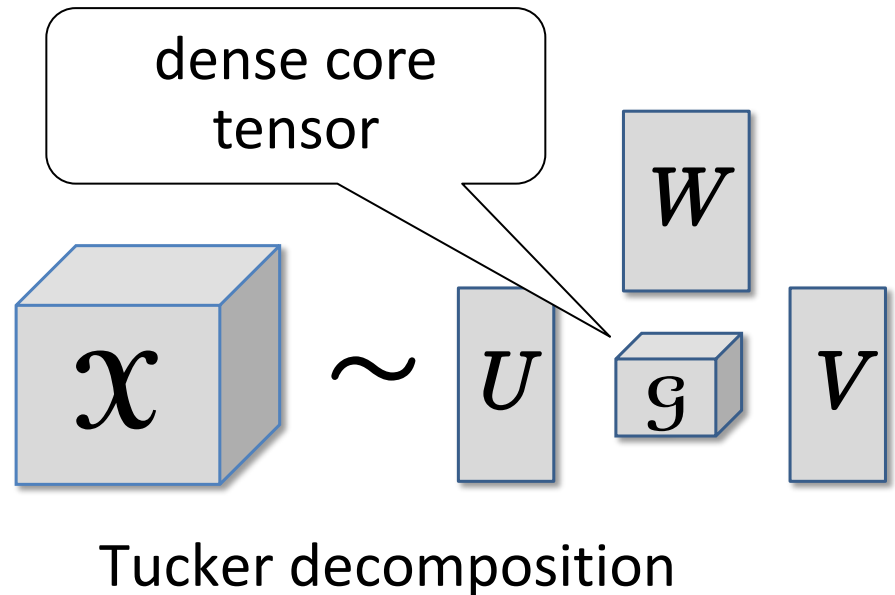 dense core
tensor
W
𝒳 ~ U 𝒢 V
Tucker decomposition